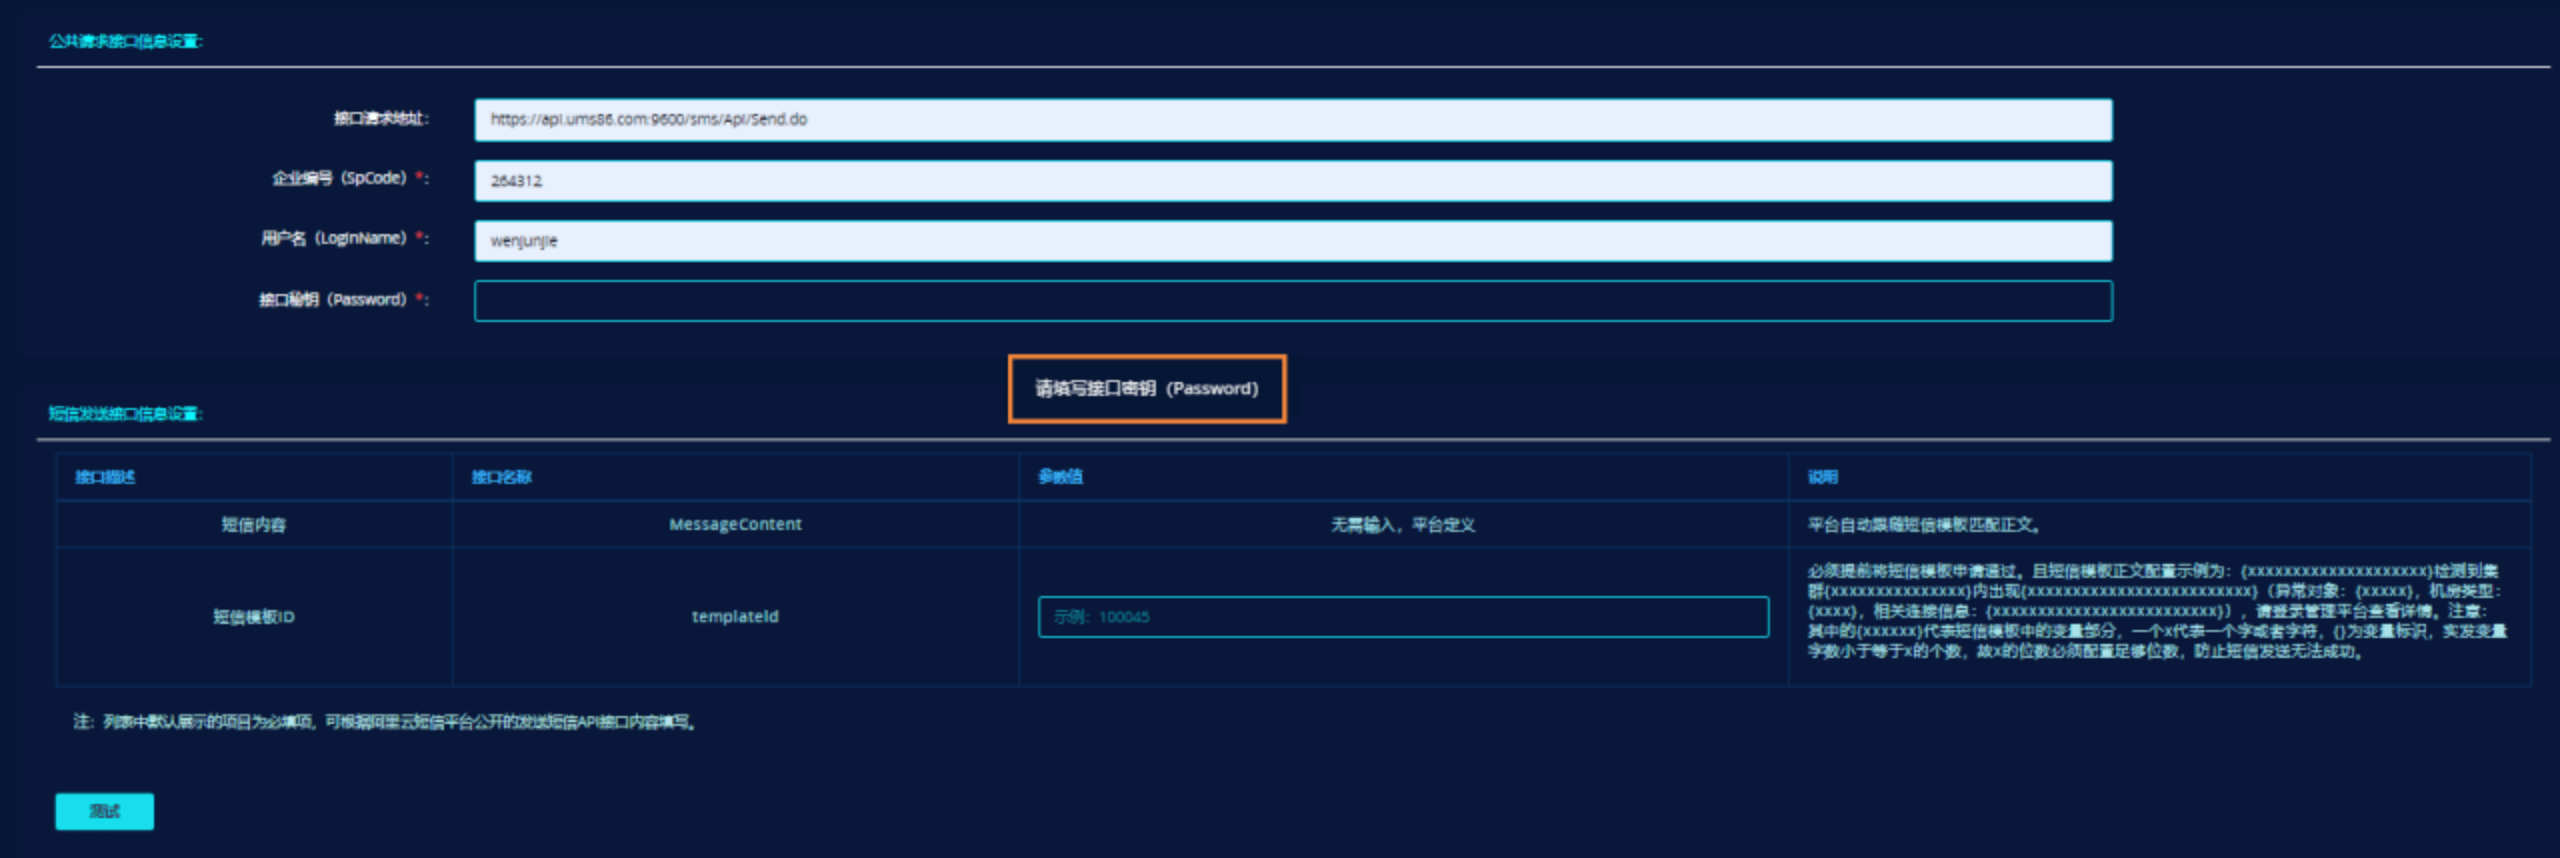 公共请求接口信息设置:
接口请求地址:
https://api.ums86.com:9600/sms/Api/Send.do
企业编号（SpCode）*:
264312
用户名（LoginName）*:
wenjunjie
接口秘钥（Password）*:
请填写接口密钥（Password）
短信发送接口信息设置:
接口描述 接口名称 参数值 说明
短信内容 MessageContent 无需输入，平台定义 平台自动跟随短信模板匹配正文。
短信模板ID templateId 示例：100045
必须提前将短信模板申请通过。且短信模板正文配置示例为：{xxxxxxxxxxxxxxxxxxxx}检测到集
群{xxxxxxxxxxxxxxx}内出现{xxxxxxxxxxxxxxxxxxxxxxxxx}（异常对象：{xxxxx}，机房类型：
{xxxx}，相关连接信息：{xxxxxxxxxxxxxxxxxxxxxxxxx}），请登录管理平台查看详情。注意：
其中的{xxxxxx}代表短信模板中的变量部分，一个x代表一个字或者字符，{}为变量标识，实发变量
字数小于等于x的个数，故x的位数必须配置足够位数，防止短信发送无法成功。
注：列表中默认展示的项目为必填项，可根据阿里云短信平台公开的发送短信API接口内容填写。
测试